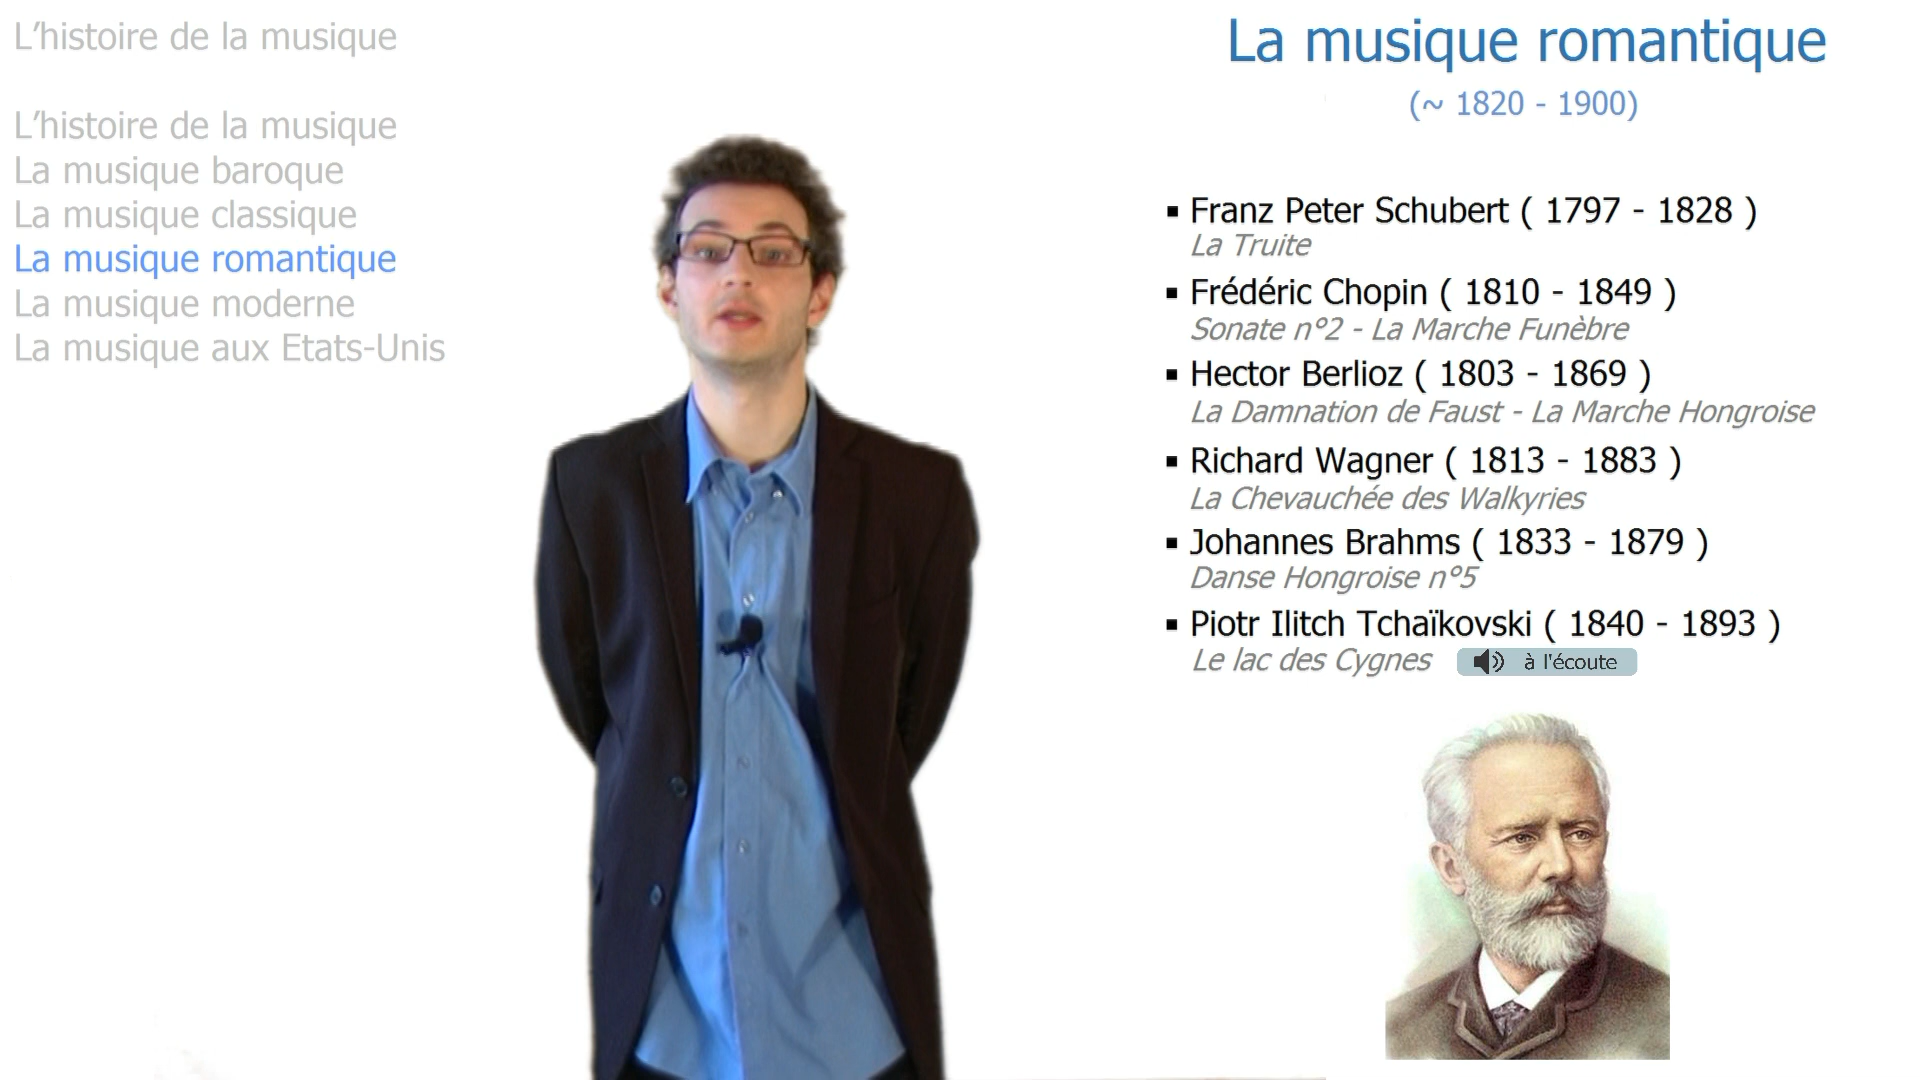 L’histoire de la musique
L’histoire de la musique
La musique baroque
La musique classique
La musique romantique
La musique moderne
La musique aux Etats-Unis
La musique romantique
(~ 1820 - 1900)
▪ Franz Peter Schubert ( 1797 - 1828 )
La Truite
▪ Frédéric Chopin ( 1810 - 1849 )
Sonate n°2 - La Marche Funèbre
▪ Hector Berlioz ( 1803 - 1869 )
La Damnation de Faust - La Marche Hongroise
▪ Richard Wagner ( 1813 - 1883 )
La Chevauchée des Walkyries
▪ Johannes Brahms ( 1833 - 1879 )
Danse Hongroise n°5
▪ Piotr Ilitch Tchaïkovski ( 1840 - 1893 )
Le lac des Cygnes à l'écoute